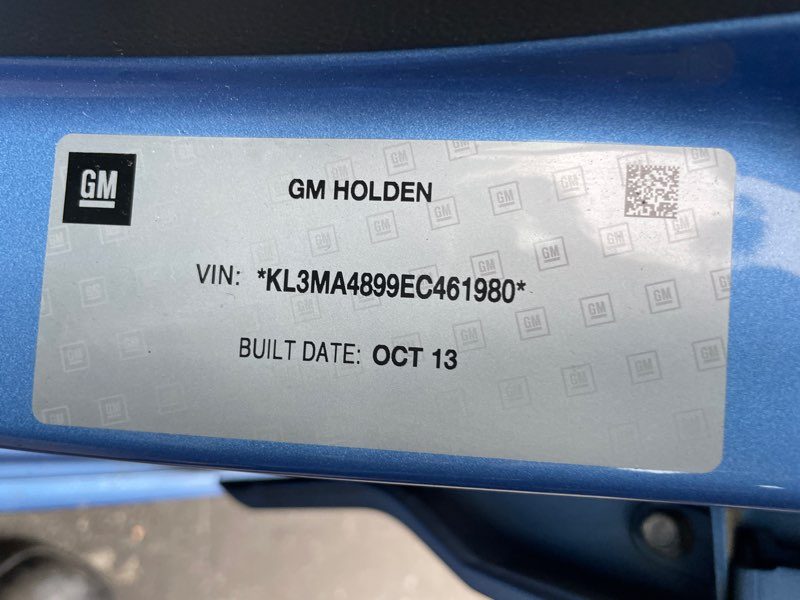 GM
GM HOLDEN
VIN: *KL3MA4899EC461980*
BUILT DATE: OCT 13